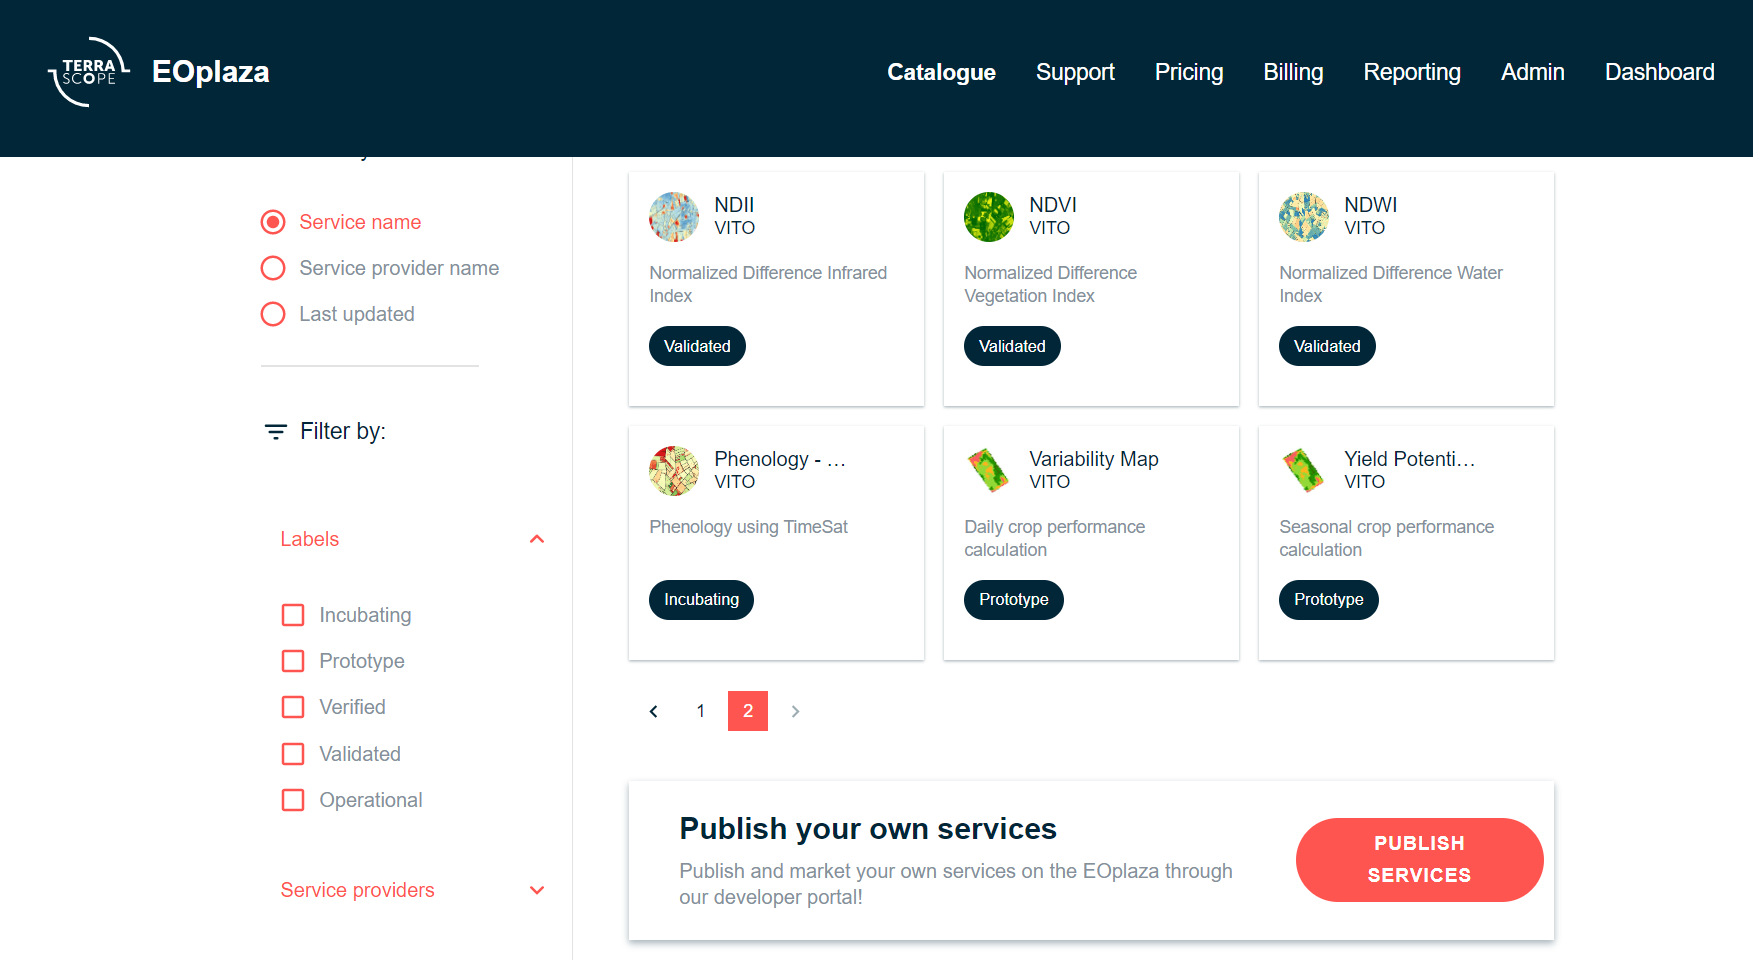 TERRA
SCOPE
EOplaza
Catalogue
Support
Pricing
Billing
Reporting
Admin
Dashboard
Service name
Service provider name
Last updated
Filter by:
Labels
Incubating
Prototype
Verified
Validated
Operational
Service providers
NDII
VITO
Normalized Difference Infrared
Index
Validated
NDVI
VITO
Normalized Difference
Vegetation Index
Validated
NDWI
VITO
Normalized Difference Water
Index
Validated
Phenology - ...
VITO
Phenology using TimeSat
Incubating
Variability Map
VITO
Daily crop performance
calculation
Prototype
Yield Potenti...
VITO
Seasonal crop performance
calculation
Prototype
1
2
Publish your own services
Publish and market your own services on the EOplaza through
our developer portal!
PUBLISH
SERVICES